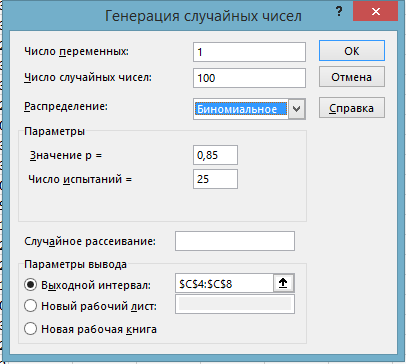 Генерация случайных чисел ? ×
Число переменных: 1 ОК
Число случайных чисел: 100 Отмена
Распределение: Биномиальное Справка
Параметры
Значение p = 0,85
Число испытаний = 25
Случайное рассеивание:
Параметры вывода
Выходной интервал: $C$4:$C$8
Новый рабочий лист:
Новая рабочая книга